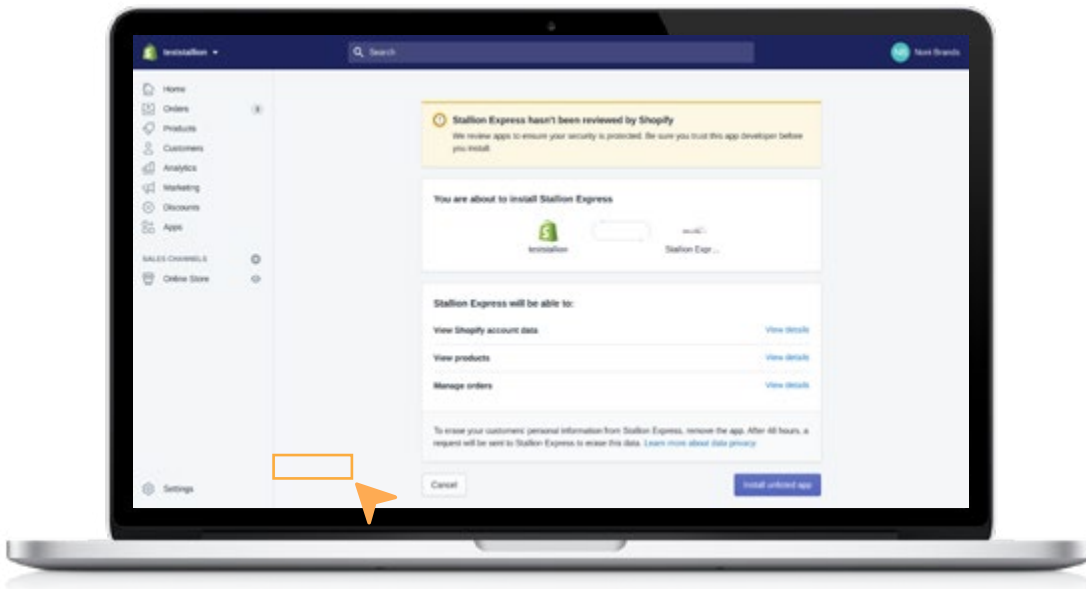 teststallion
Search
Noni Brands
Home
Orders
Products
Customers
Analytics
Marketing
Discounts
Apps
SALES CHANNELS
Online Store
Settings
Stallion Express hasn't been reviewed by Shopify
We review apps to ensure your security is protected. Be sure you trust this app developer before
you install.
You are about to install Stallion Express
teststallion
Stallion Expr...
Stallion Express will be able to:
View Shopify account data
View details
View products
View details
Manage orders
View details
To erase your customers' personal information from Stallion Express, remove the app. After 48 hours, a
request will be sent to Stallion Express to erase this data. Learn more about data privacy.
Cancel
Install unlisted app